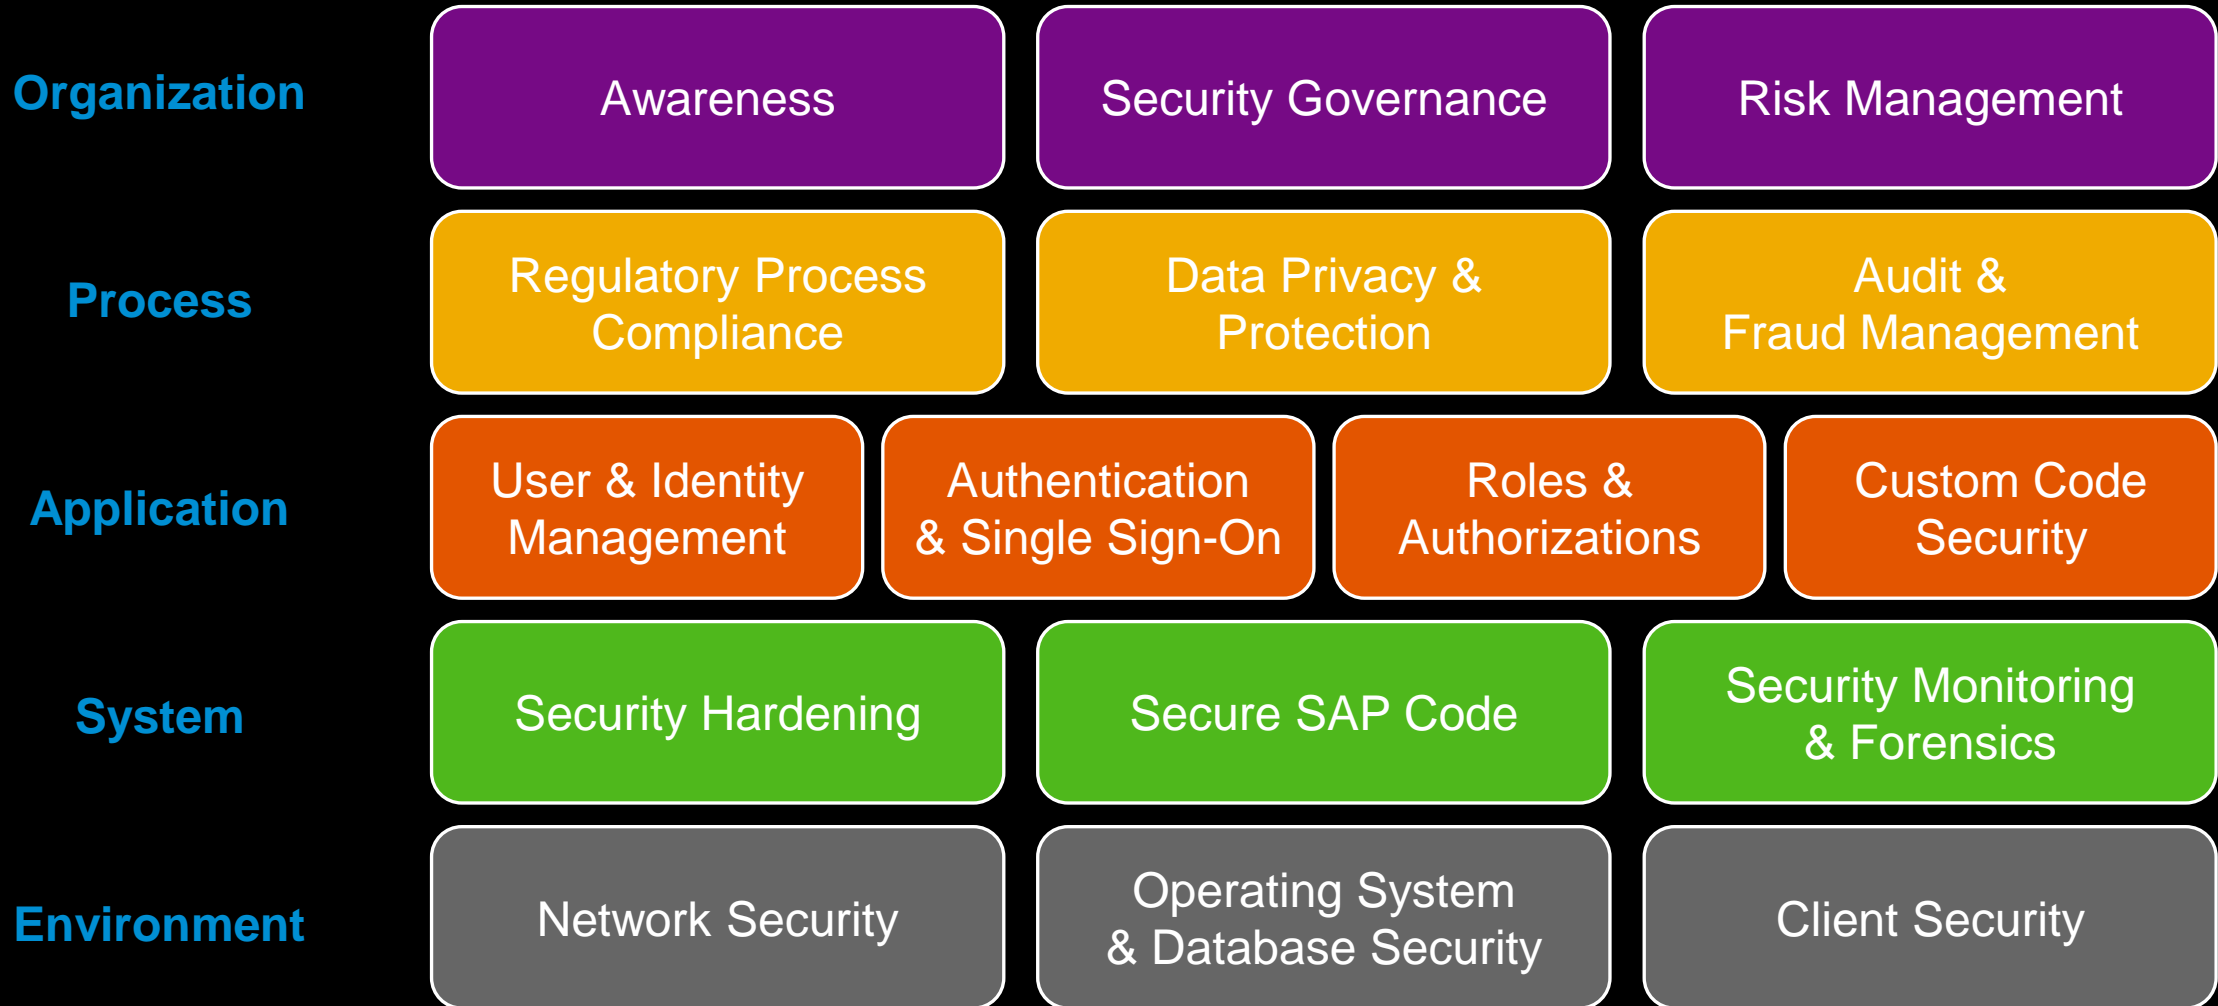 Organization
Awareness
Security Governance
Risk Management
Process
Regulatory Process
Compliance
Data Privacy &
Protection
Audit &
Fraud Management
Application
User & Identity
Management
Authentication
& Single Sign-On
Roles &
Authorizations
Custom Code
Security
System
Security Hardening
Secure SAP Code
Security Monitoring
& Forensics
Environment
Network Security
Operating System
& Database Security
Client Security